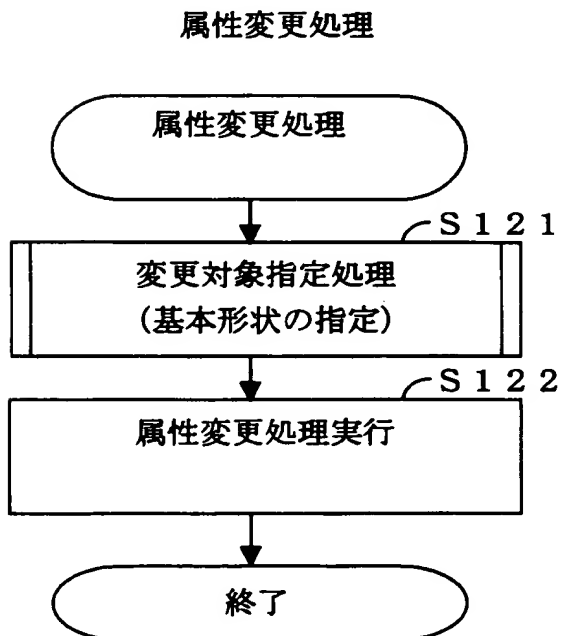 属性変更処理
属性変更処理
S121
変更対象指定処理
(基本形状の指定)
S122
属性変更処理実行
終了